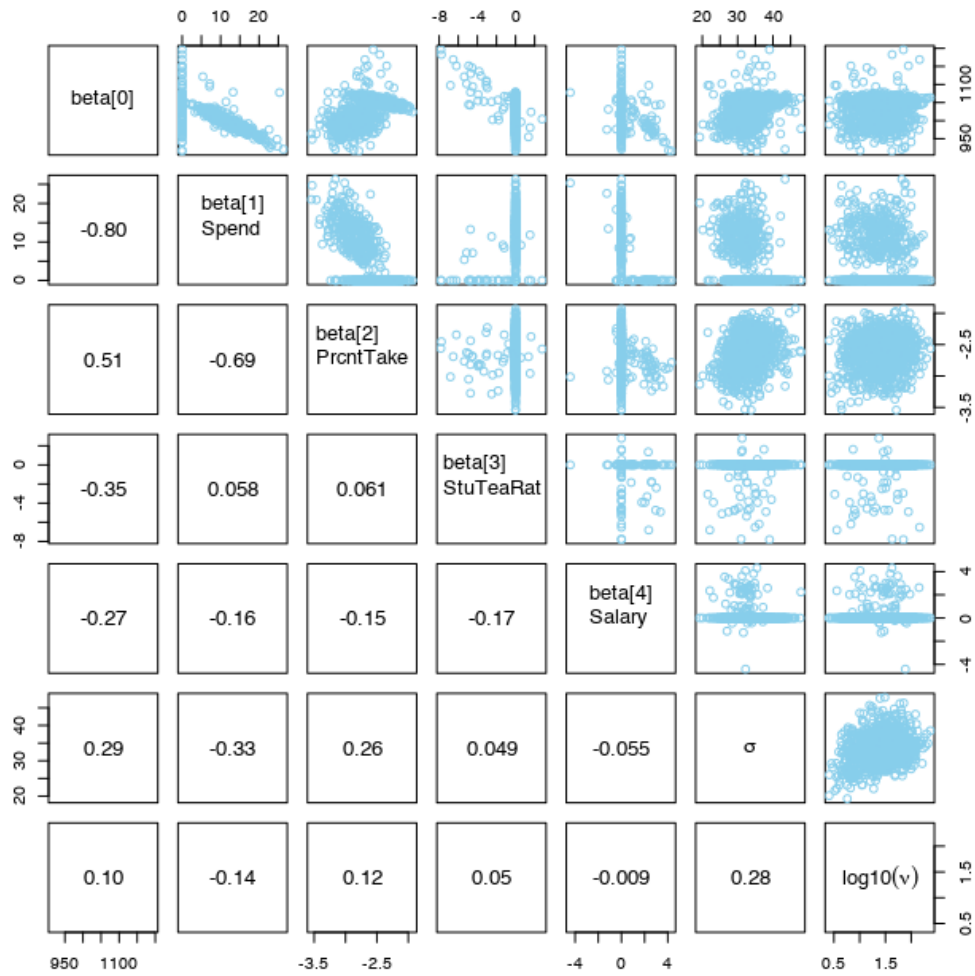 0 10 20
-8 -4 0
20 30 40
beta[0]
950 1100
0 10 20
-0.80
beta[1]
Spend
0.51
-0.69
beta[2]
PrcntTake
-3.5 -2.5
-8 -4 0
-0.35
0.058
0.061
beta[3]
StuTeaRat
-0.27
-0.16
-0.15
-0.17
beta[4]
Salary
-4 0 4
20 30 40
0.29
-0.33
0.26
0.049
-0.055
σ
0.10
-0.14
0.12
0.05
-0.009
0.28
log10(ν)
0.5 1.5
950 1100
-3.5 -2.5
-4 0 4
0.5 1.5